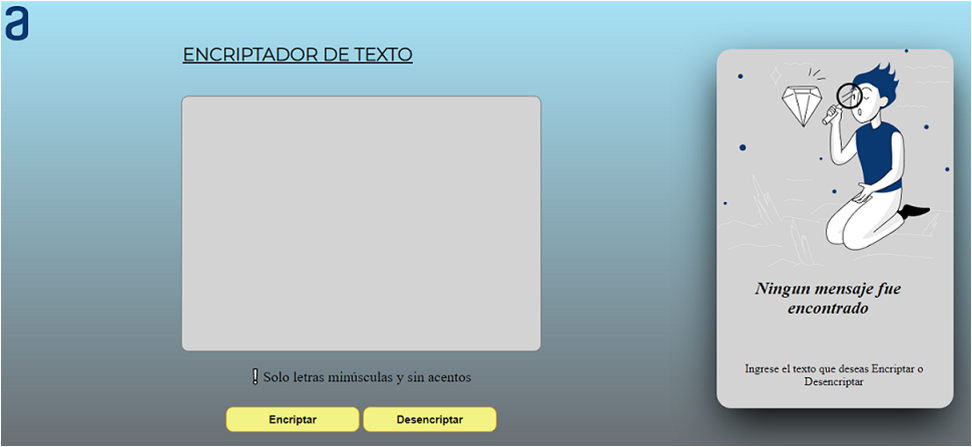 a
ENCRIPTADOR DE TEXTO
Ningun mensaje fue
encontrado
! Solo letras minúsculas y sin acentos
Ingrese el texto que deseas Encriptar o
Desencriptar
Encriptar
Desencriptar